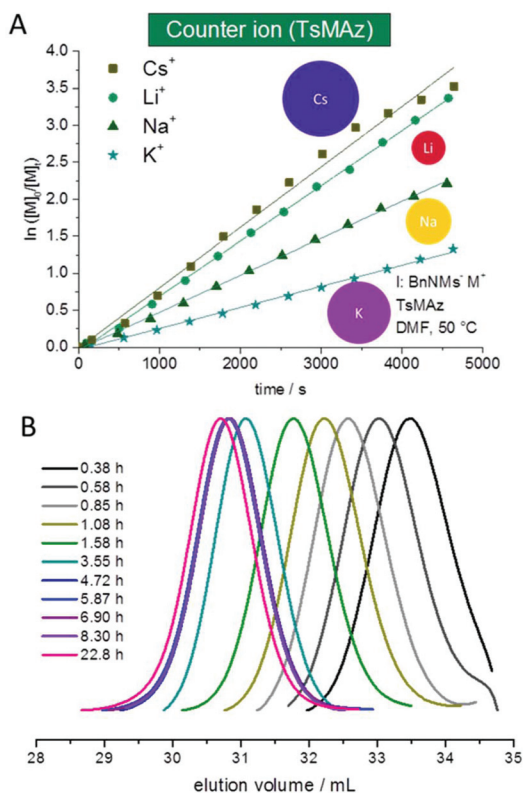 A
Counter ion (TsMAz)
4.0
3.5
3.0
2.5
2.0
1.5
1.0
0.5
0.0
ln ([M]₀/[M]ₜ)
Cs⁺
Li⁺
Na⁺
K⁺
Cs
Li
Na
K
I: BnNMs⁻ M⁺
TsMAz
DMF, 50 °C
0 1000 2000 3000 4000 5000
time / s
B
0.38 h
0.58 h
0.85 h
1.08 h
1.58 h
3.55 h
4.72 h
5.87 h
6.90 h
8.30 h
22.8 h
28 29 30 31 32 33 34 35
elution volume / mL